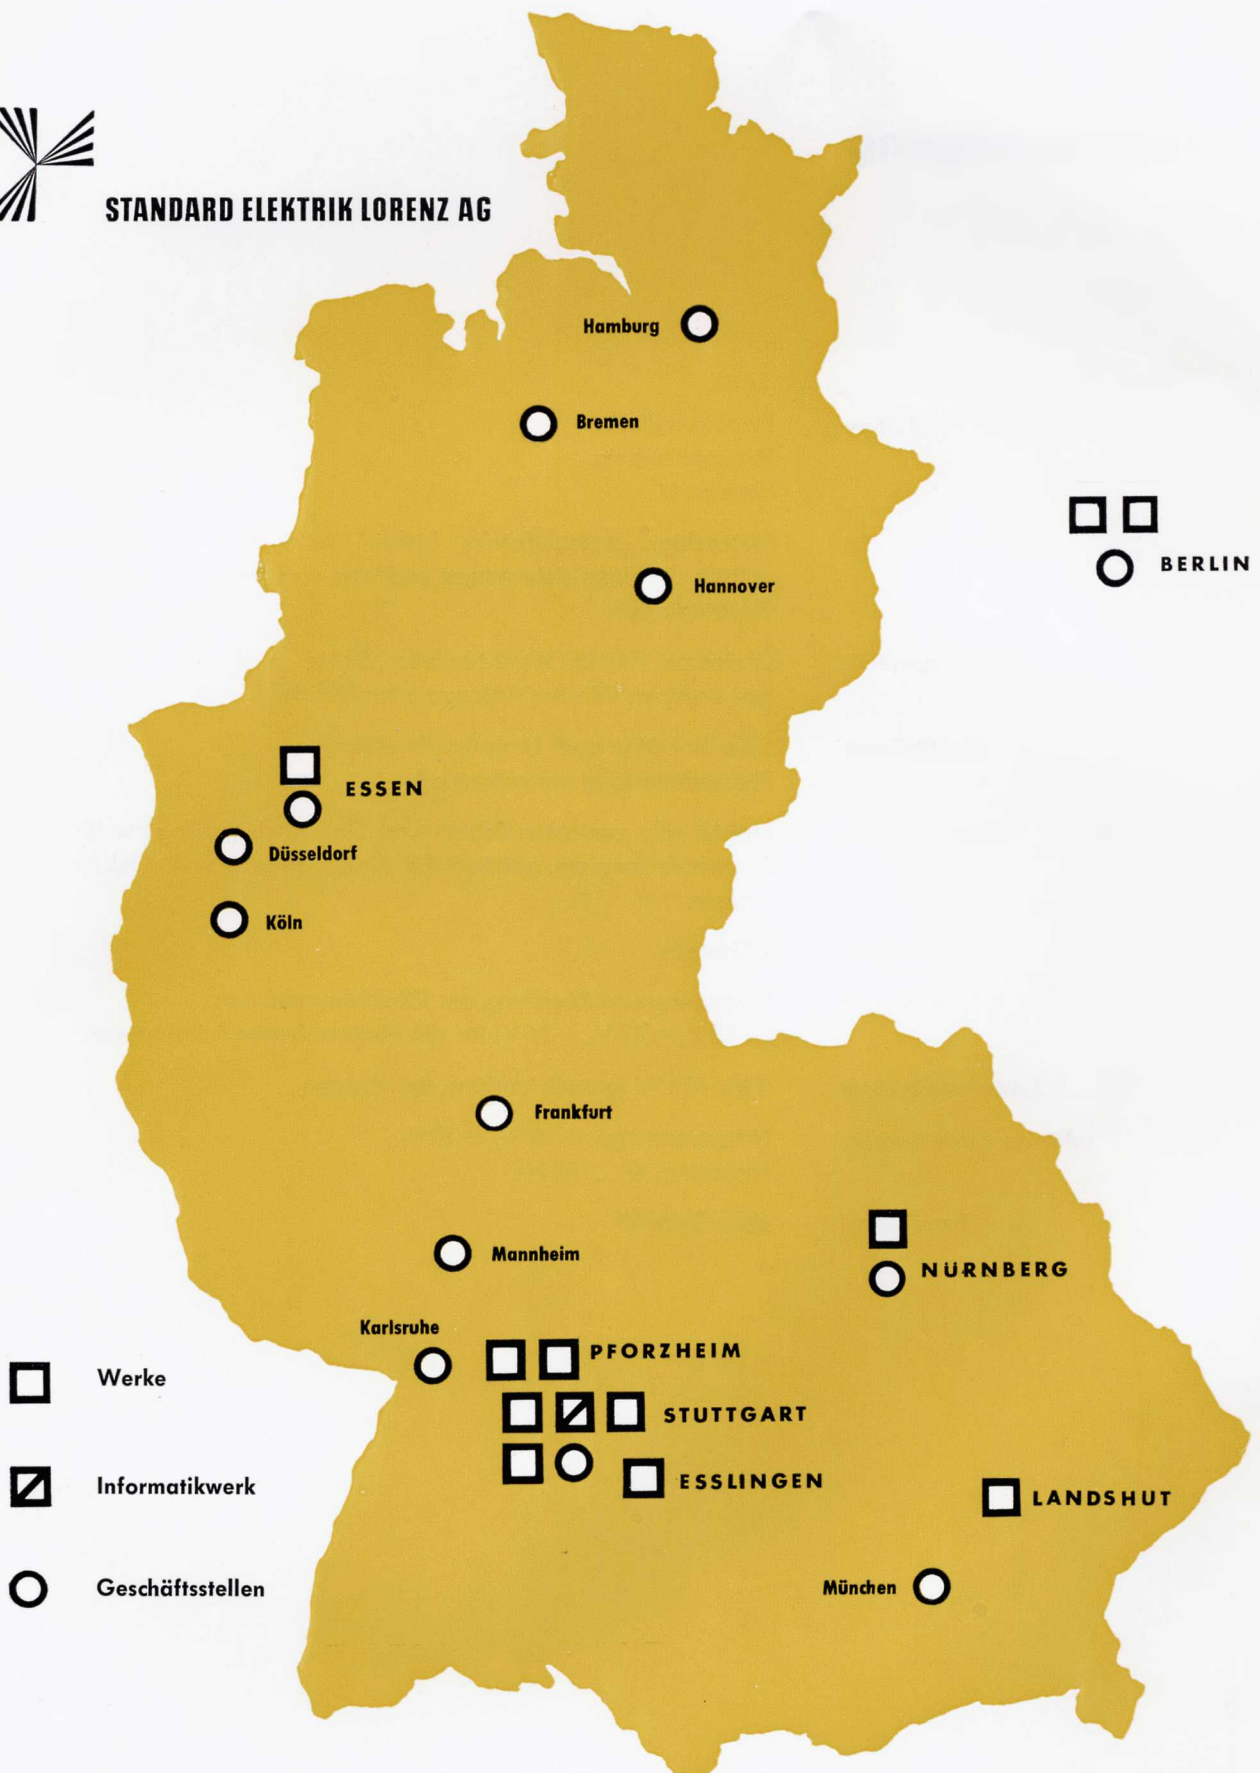 STANDARD ELEKTRIK LORENZ AG
Hamburg
Bremen
BERLIN
Hannover
ESSEN
Düsseldorf
Köln
Frankfurt
Mannheim
NÜRNBERG
Karlsruhe
PFORZHEIM
Werke
STUTTGART
Informatikwerk
ESSLINGEN
LANDSHUT
Geschäftsstellen
München